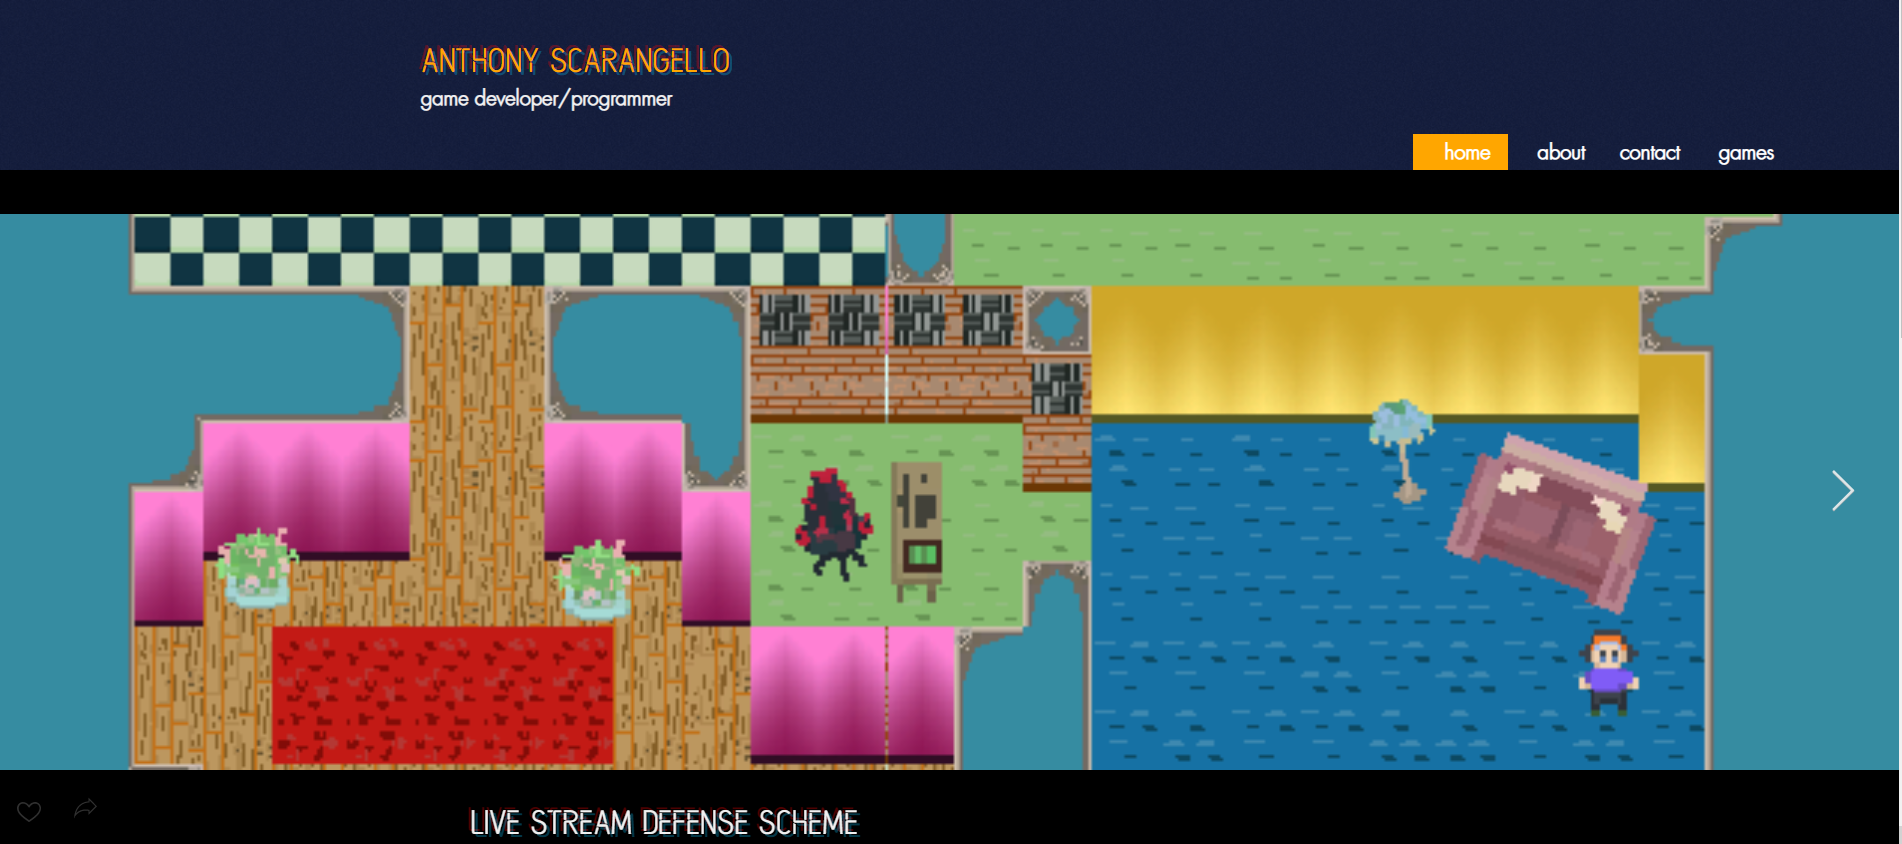 ANTHONY SCARANGELLO
game developer/programmer
home about contact games
LIVE STREAM DEFENSE SCHEME